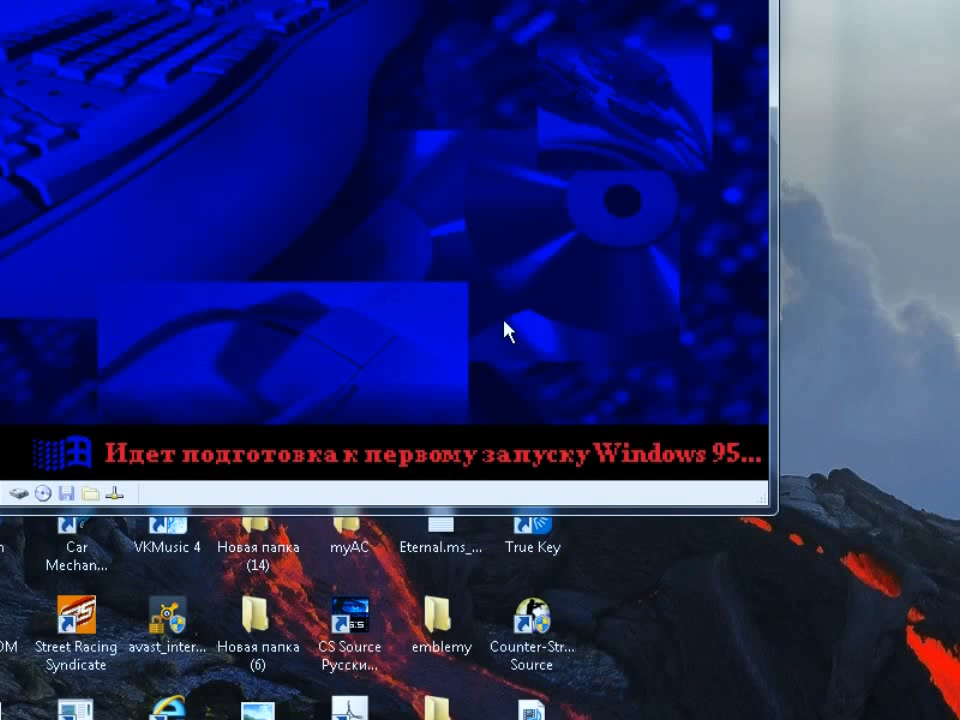 Идет подготовка к первому запуску Windows 95...
Car
Mechan...
VKMusic 4
Новая папка
(14)
myAC
Eternal.ms_...
True Key
Street Racing
Syndicate
avast_inter...
Новая папка
(6)
CS Source
Русски...
emblemy
Counter-Str...
Source